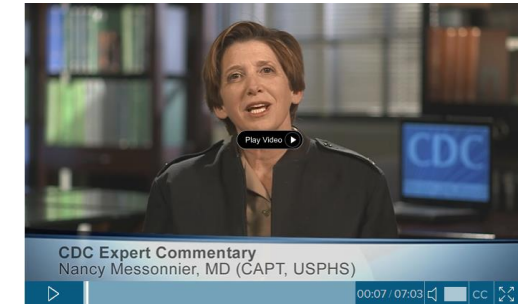 Play Video
CDC
CDC Expert Commentary
Nancy Messonnier, MD (CAPT, USPHS)
00:07 / 07:03
CC